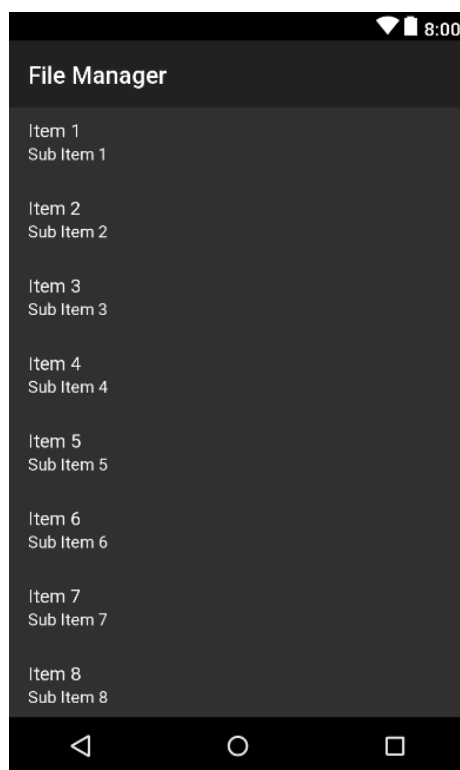 8:00
File Manager
Item 1
Sub Item 1
Item 2
Sub Item 2
Item 3
Sub Item 3
Item 4
Sub Item 4
Item 5
Sub Item 5
Item 6
Sub Item 6
Item 7
Sub Item 7
Item 8
Sub Item 8